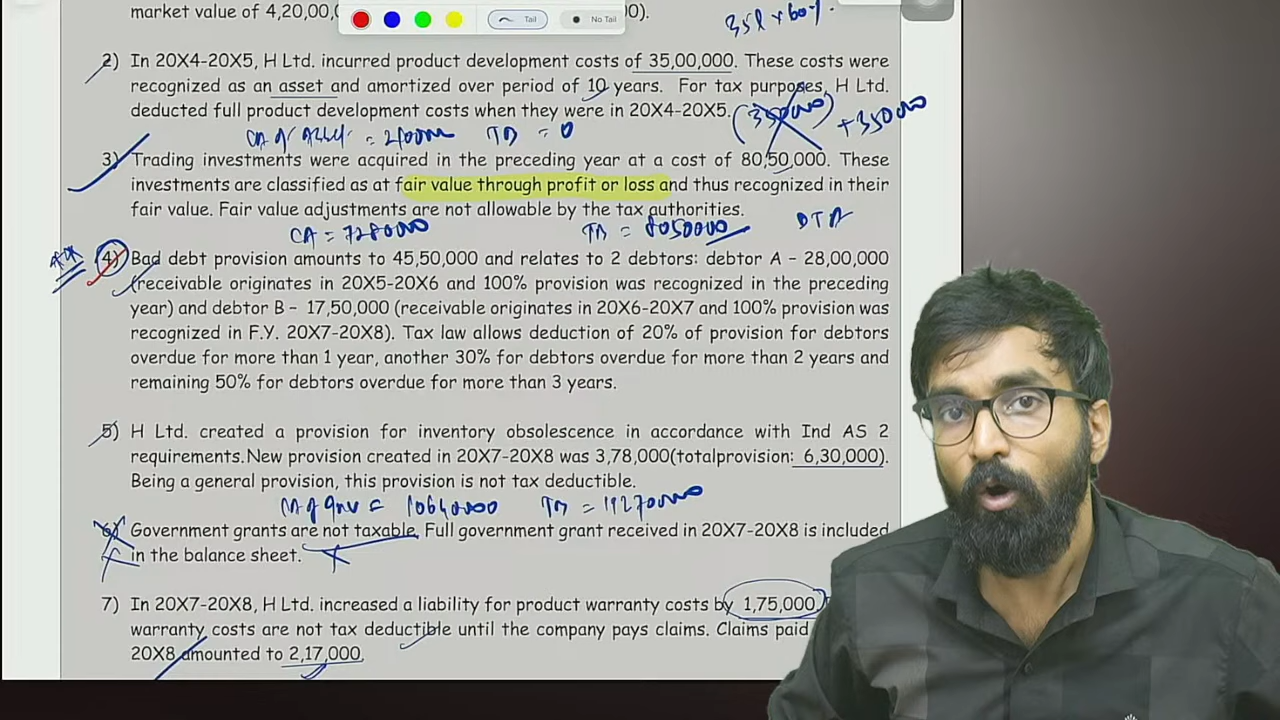 market value of 4,20,00,0
Tail
No Tail
00).
35l x 60%
2) In 20X4-20X5, H Ltd. incurred product development costs of 35,00,000. These costs were
recognized as an asset and amortized over period of 10 years. For tax purposes, H Ltd.
deducted full product development costs when they were in 20X4-20X5.
(350000) +350000
CA of Asset = 2100000 TB = 0
3) Trading investments were acquired in the preceding year at a cost of 80,50,000. These
investments are classified as at fair value through profit or loss and thus recognized in their
fair value. Fair value adjustments are not allowable by the tax authorities.
CA = 7280000 TB = 8050000 DTA
4) Bad debt provision amounts to 45,50,000 and relates to 2 debtors: debtor A – 28,00,000
(receivable originates in 20X5-20X6 and 100% provision was recognized in the preceding
year) and debtor B – 17,50,000 (receivable originates in 20X6-20X7 and 100% provision was
recognized in F.Y. 20X7-20X8). Tax law allows deduction of 20% of provision for debtors
overdue for more than 1 year, another 30% for debtors overdue for more than 2 years and
remaining 50% for debtors overdue for more than 3 years.
5) H Ltd. created a provision for inventory obsolescence in accordance with Ind AS 2
requirements.New provision created in 20X7-20X8 was 3,78,000(totalprovision: 6,30,000).
Being a general provision, this provision is not tax deductible.
CA of Inv = 10640000 TB = 11270000
6) Government grants are not taxable. Full government grant received in 20X7-20X8 is included
in the balance sheet.
7) In 20X7-20X8, H Ltd. increased a liability for product warranty costs by 1,75,000
warranty costs are not tax deductible until the company pays claims. Claims paid
20X8 amounted to 2,17,000.